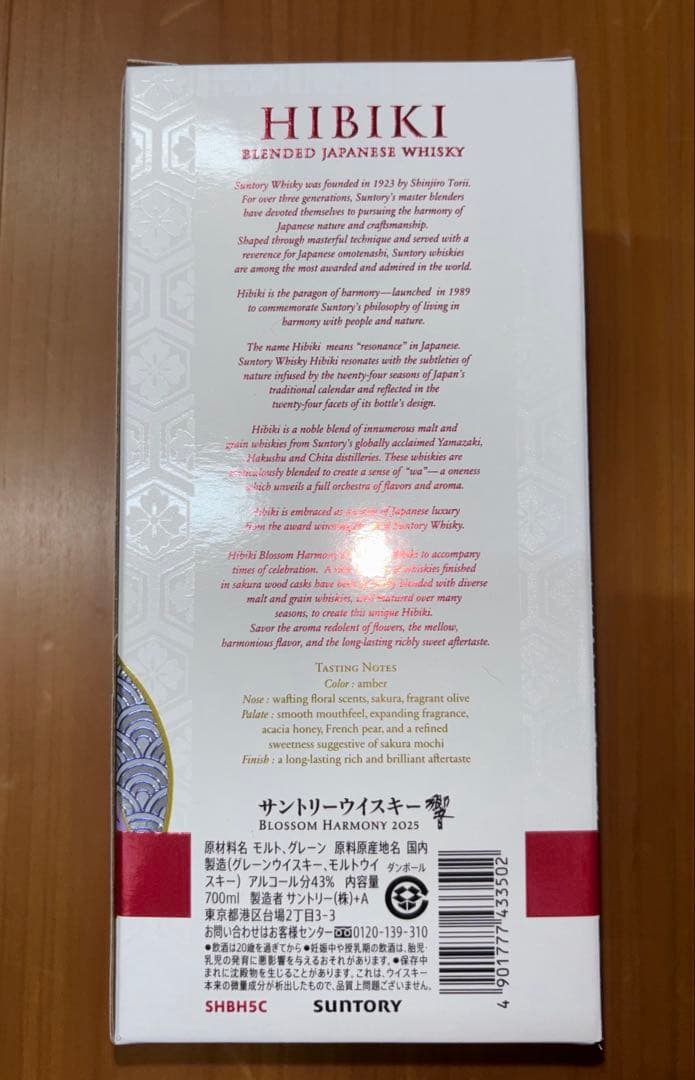 HIBIKI
BLENDED JAPANESE WHISKY
Suntory Whisky was founded in 1923 by Shinjiro Torii.
For over three generations, Suntory's master blenders
have devoted themselves to pursuing the harmony of
Japanese nature and craftsmanship.
Shaped through masterful technique and served with a
reverence for Japanese omotenashi, Suntory whiskies
are among the most awarded and admired in the world.
Hibiki is the paragon of harmony—launched in 1989
to commemorate Suntory's philosophy of living in
harmony with people and nature.
The name Hibiki means "resonance" in Japanese.
Suntory Whisky Hibiki resonates with the subtleties of
nature infused by the twenty-four seasons of Japan's
traditional calendar and reflected in the
twenty-four facets of its bottle's design.
Hibiki is a noble blend of innumerous malt and
grain whiskies from Suntory's globally acclaimed Yamazaki,
Hakushu and Chita distilleries. These whiskies are
blended to create a sense of "wa"— a oneness
which unveils a full orchestra of flavors and aroma.
Hibiki is embraced as Japanese luxury
from the award Suntory Whisky.
Hibiki Blossom Harmony to accompany
times of celebration. whiskies finished
in sakura wood casks have blended with diverse
malt and grain whiskies, matured over many
seasons, to create this unique Hibiki.
Savor the aroma redolent of flowers, the mellow,
harmonious flavor, and the long-lasting richly sweet aftertaste.
TASTING NOTES
Color : amber
Nose : wafting floral scents, sakura, fragrant olive
Palate : smooth mouthfeel, expanding fragrance,
acacia honey, French pear, and a refined
sweetness suggestive of sakura mochi
Finish : a long-lasting rich and brilliant aftertaste
サントリーウイスキー 響
BLOSSOM HARMONY 2025
原材料名 モルト、グレーン 原料原産地名 国内
製造(グレーンウイスキー、モルトウイ
スキー) アルコール分43% 内容量
700ml 製造者 サントリー(株)+A
東京都港区台場2丁目3-3
お問い合わせはお客様センター 0120-139-310
●飲酒は20歳を過ぎてから ●妊娠中や授乳期の飲酒は、胎児・
乳児の発育に悪影響を与えるおそれがあります。●保存中
まれに沈殿物を生じることがあります。これは、ウイスキー
本来の微量成分が析出したもので、品質上問題ございません。
ダンボール
4 901777 433502
SHBH5C SUNTORY